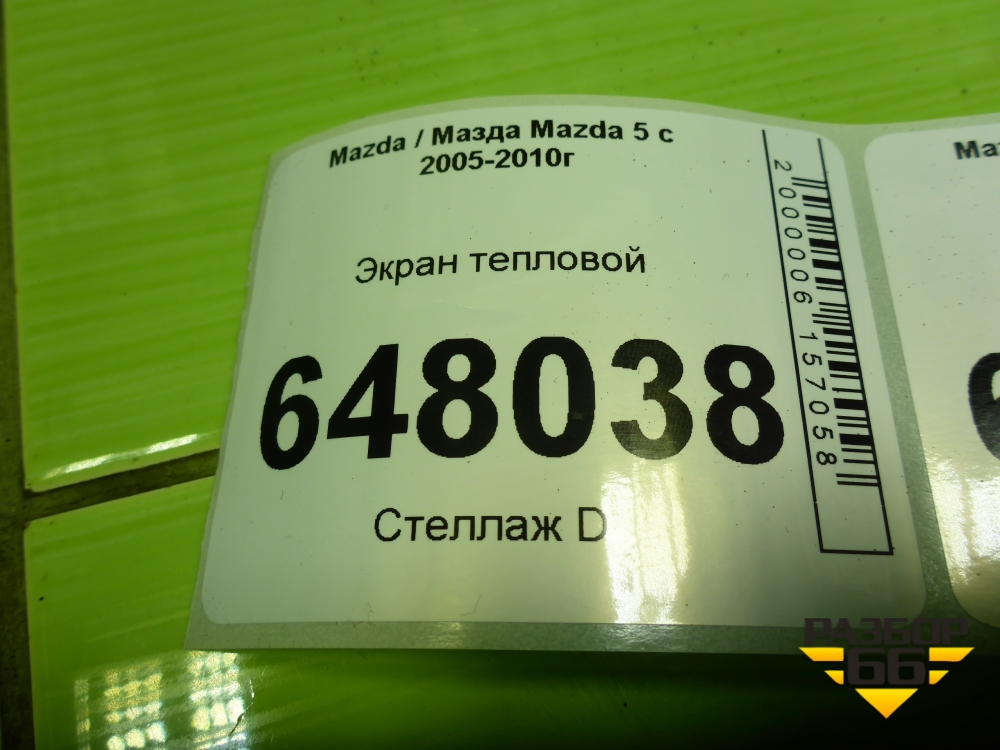 Mazda / Мазда Mazda 5 с
2005-2010г
Экран тепловой
648038
Стеллаж D
2000006157058
РАЗБОР
66